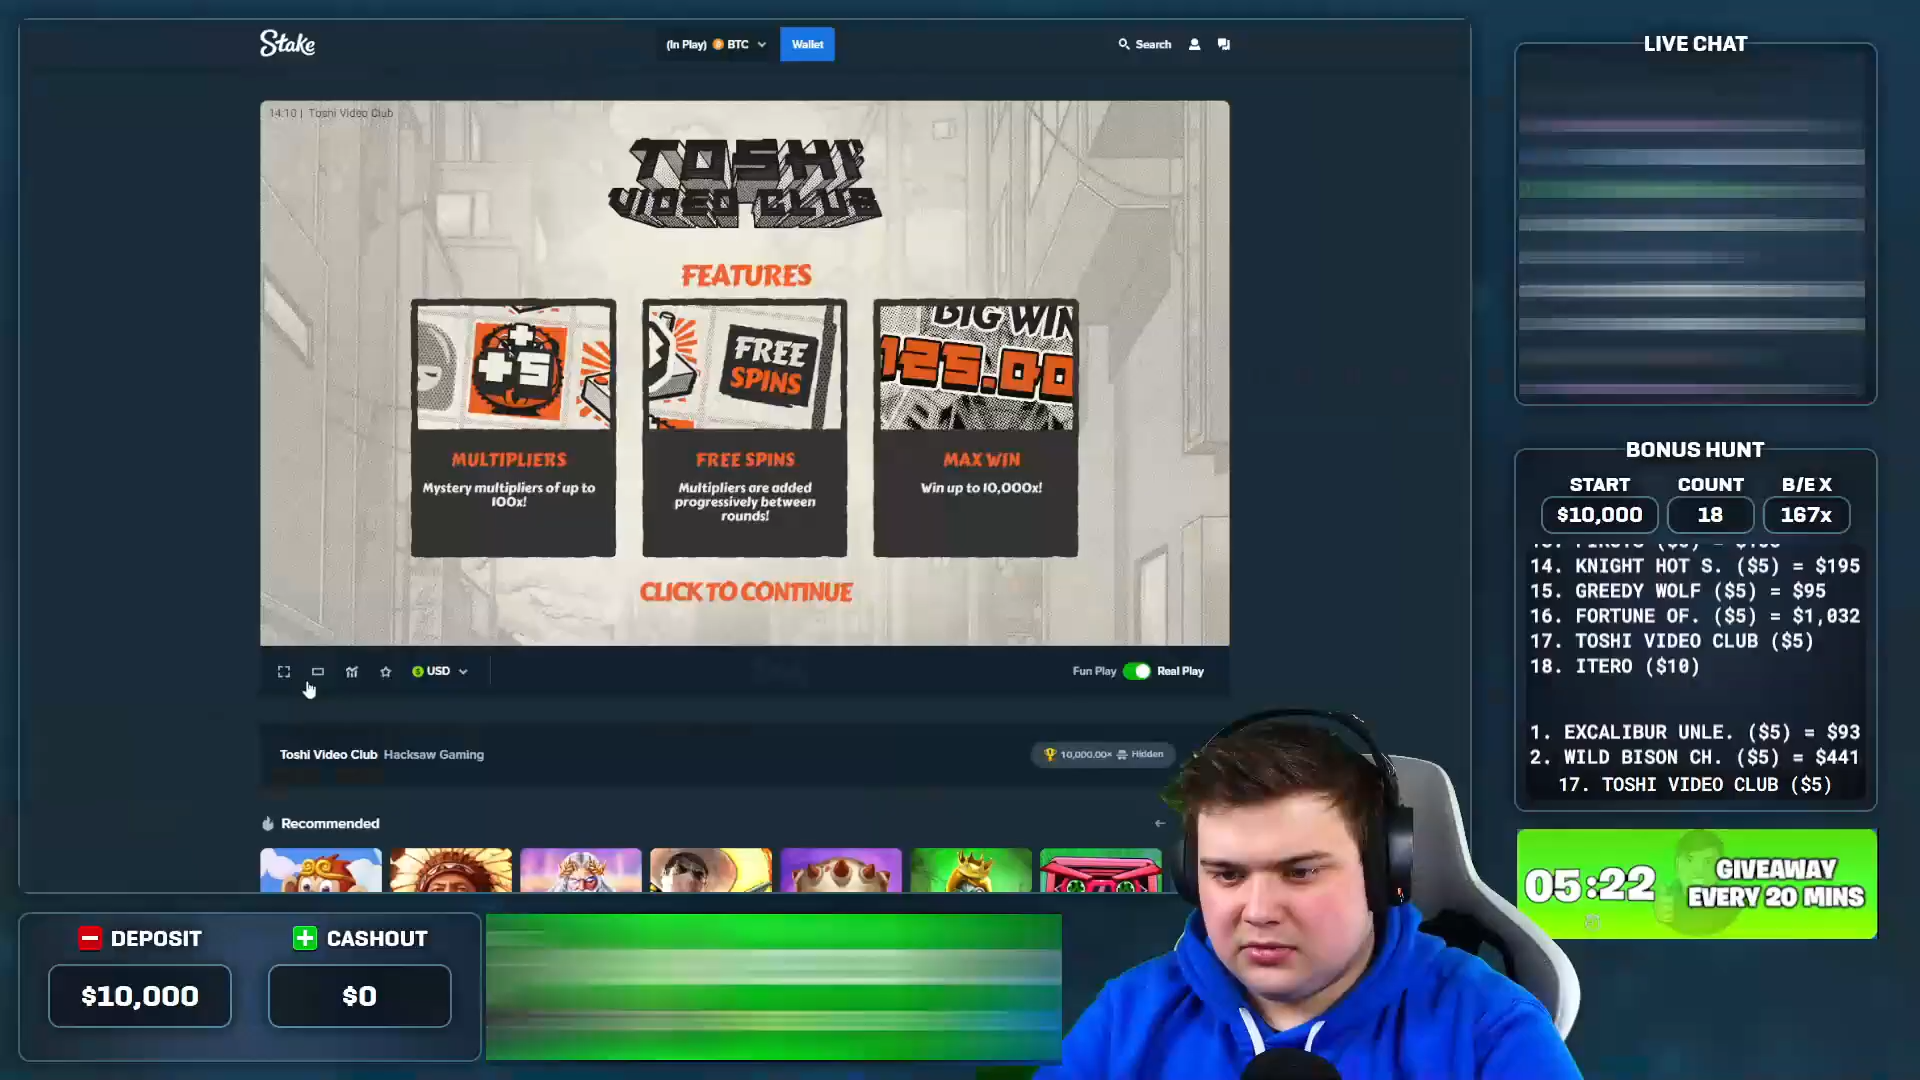 Stake
(In Play) BTC
Wallet
Search
14:10 | Toshi Video Club
TOSHI
VIDEO CLUB
FEATURES
+5
FREE
SPINS
BIG WIN
125.00
MULTIPLIERS
Mystery multipliers of up to
100x!
FREE SPINS
Multipliers are added
progressively between
rounds!
MAX WIN
Win up to 10,000x!
CLICK TO CONTINUE
USD
Fun Play
Real Play
Toshi Video Club Hacksaw Gaming
10,000.00× Hidden
Recommended
DEPOSIT
CASHOUT
$10,000
$0
LIVE CHAT
BONUS HUNT
START COUNT B/E X
$10,000 18 167x
14. KNIGHT HOT S. ($5) = $195
15. GREEDY WOLF ($5) = $95
16. FORTUNE OF. ($5) = $1,032
17. TOSHI VIDEO CLUB ($5)
18. ITERO ($10)
1. EXCALIBUR UNLE. ($5) = $93
2. WILD BISON CH. ($5) = $441
17. TOSHI VIDEO CLUB ($5)
05:22
GIVEAWAY
EVERY 20 MINS